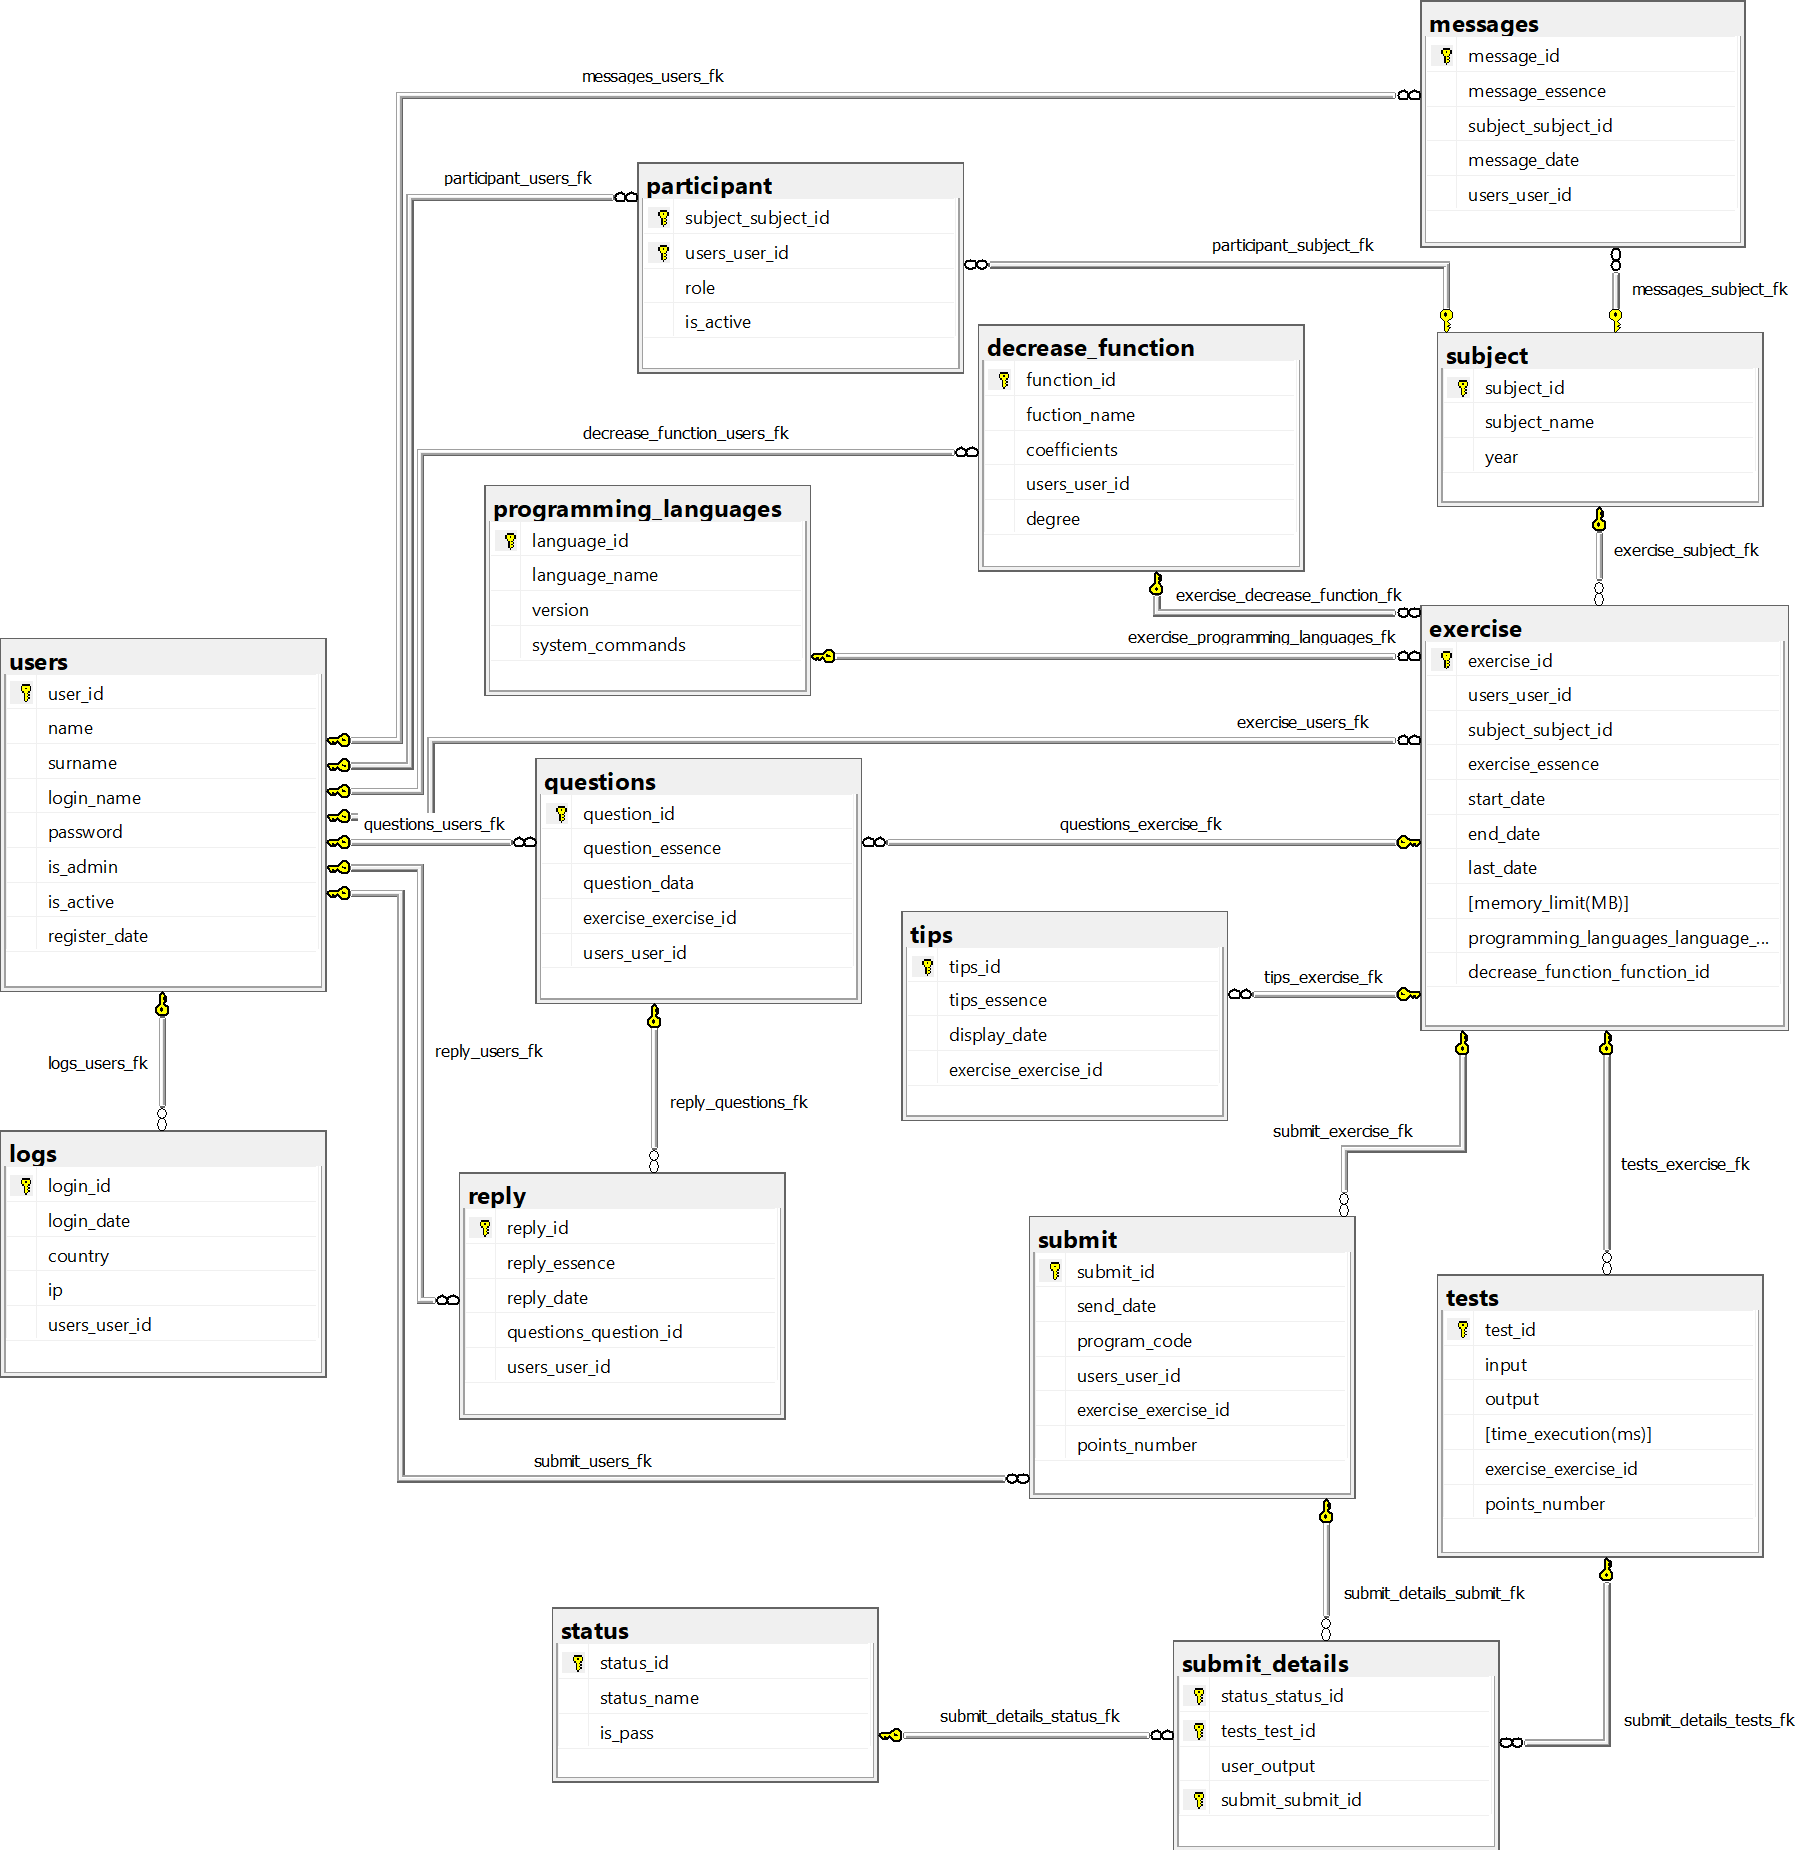 messages
message_id
message_essence
subject_subject_id
message_date
users_user_id
messages_users_fk
participant_users_fk
participant
subject_subject_id
users_user_id
role
is_active
participant_subject_fk
messages_subject_fk
subject
subject_id
subject_name
year
decrease_function
function_id
fuction_name
coefficients
users_user_id
degree
decrease_function_users_fk
programming_languages
language_id
language_name
version
system_commands
exercise_subject_fk
exercise_decrease_function_fk
exercise_programming_languages_fk
exercise_users_fk
exercise
exercise_id
users_user_id
subject_subject_id
exercise_essence
start_date
end_date
last_date
[memory_limit(MB)]
programming_languages_language_...
decrease_function_function_id
users
user_id
name
surname
login_name
password
is_admin
is_active
register_date
questions_users_fk
questions
question_id
question_essence
question_data
exercise_exercise_id
users_user_id
questions_exercise_fk
tips
tips_id
tips_essence
display_date
exercise_exercise_id
tips_exercise_fk
logs_users_fk
reply_users_fk
reply_questions_fk
submit_exercise_fk
tests_exercise_fk
logs
login_id
login_date
country
ip
users_user_id
reply
reply_id
reply_essence
reply_date
questions_question_id
users_user_id
submit
submit_id
send_date
program_code
users_user_id
exercise_exercise_id
points_number
tests
test_id
input
output
[time_execution(ms)]
exercise_exercise_id
points_number
submit_users_fk
submit_details_submit_fk
status
status_id
status_name
is_pass
submit_details_status_fk
submit_details
status_status_id
tests_test_id
user_output
submit_submit_id
submit_details_tests_fk